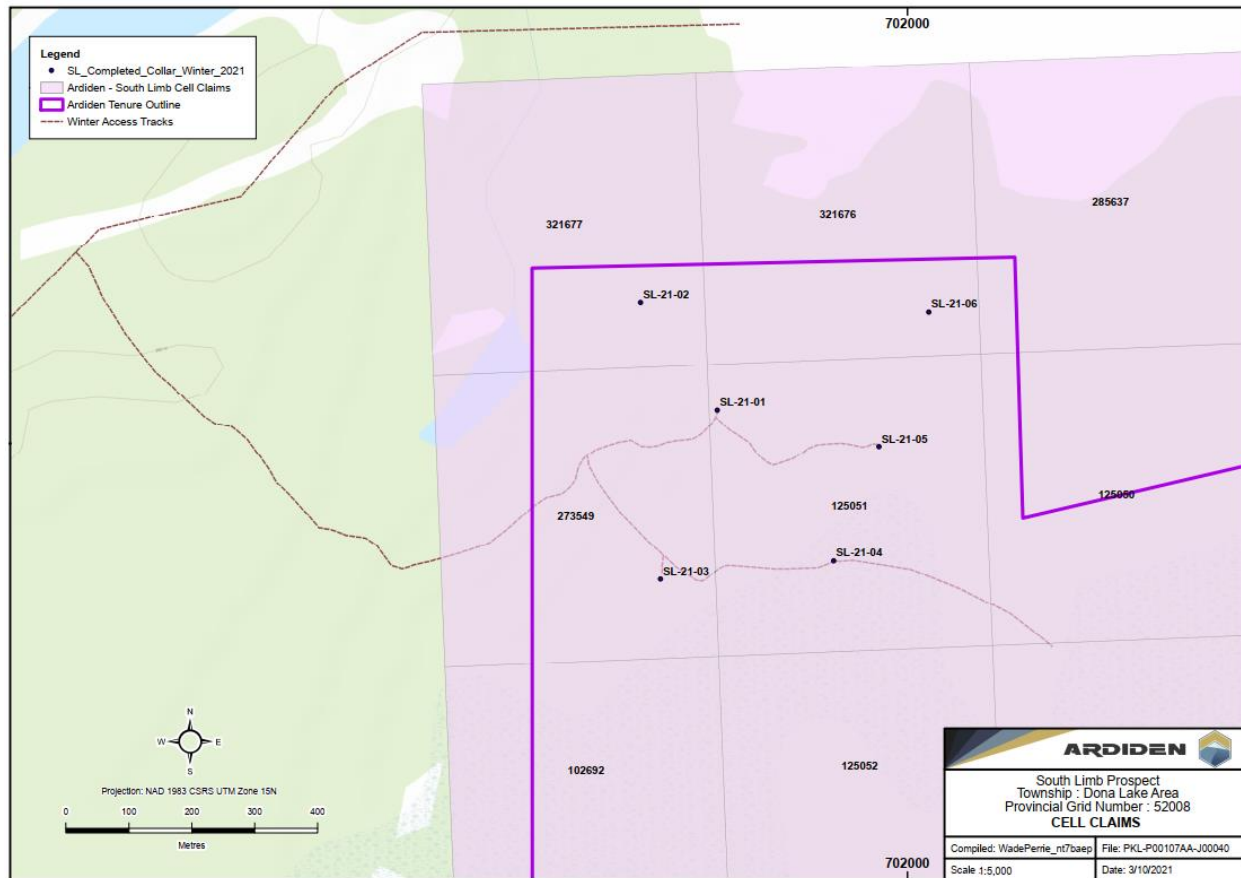 702000
Legend
SL_Completed_Collar_Winter_2021
Ardiden - South Limb Cell Claims
Ardiden Tenure Outline
Winter Access Tracks
285637
321677
321676
SL-21-02
SL-21-06
SL-21-01
SL-21-05
273549
125051
125050
SL-21-03
SL-21-04
102692
125052
N
W
E
S
Projection: NAD 1983 CSRS UTM Zone 15N
0 100 200 300 400
Metres
702000
ARDIDEN
South Limb Prospect
Township : Dona Lake Area
Provincial Grid Number : 52008
CELL CLAIMS
Compiled: WadePerrie_nt7baep
File: PKL-P00107AA-J00040
Scale 1:5,000
Date: 3/10/2021